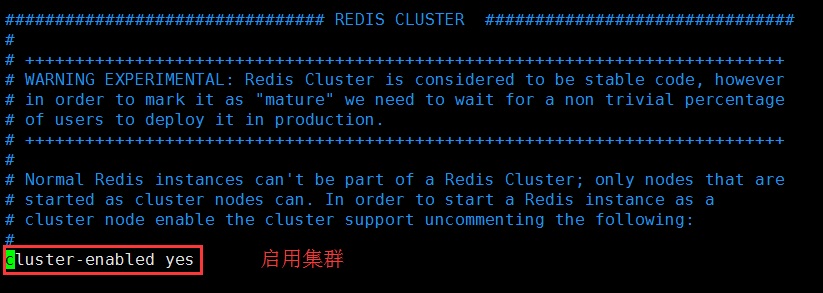 ################################ REDIS CLUSTER  ###############################
#
# ++++++++++++++++++++++++++++++++++++++++++++++++++++++++++++++++++++++++++++
# WARNING EXPERIMENTAL: Redis Cluster is considered to be stable code, however
# in order to mark it as "mature" we need to wait for a non trivial percentage
# of users to deploy it in production.
# ++++++++++++++++++++++++++++++++++++++++++++++++++++++++++++++++++++++++++++
#
# Normal Redis instances can't be part of a Redis Cluster; only nodes that are
# started as cluster nodes can. In order to start a Redis instance as a
# cluster node enable the cluster support uncommenting the following:
#
cluster-enabled yes 启用集群